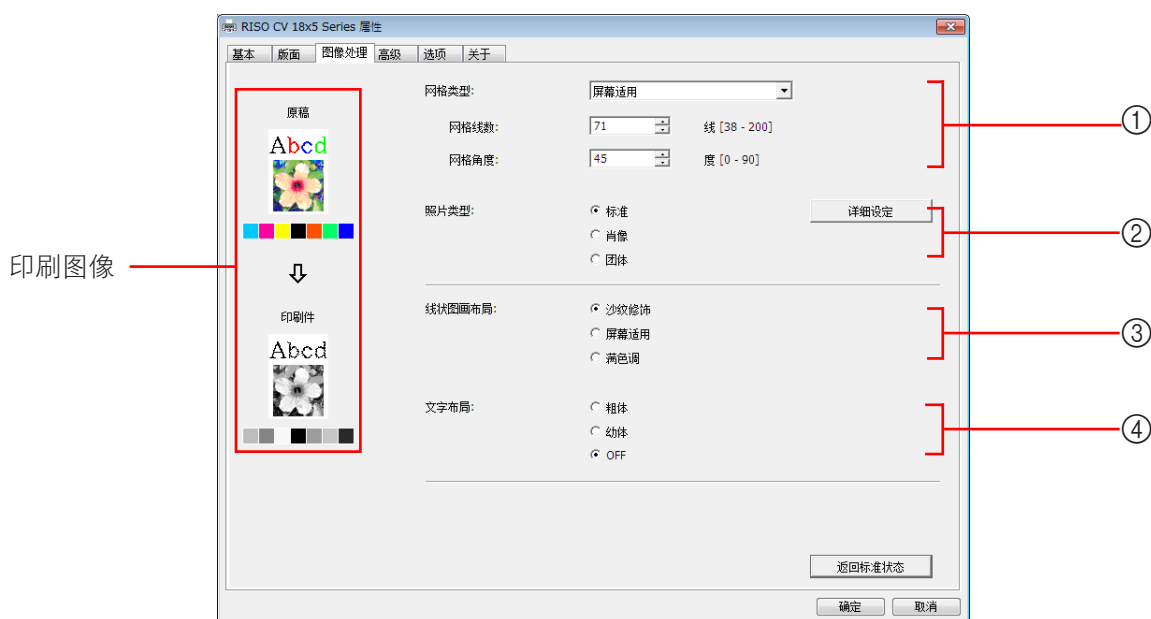 RISO CV 18x5 Series 属性
基本 版面 图像处理 高级 选项 关于
原稿
Abcd
印刷件
Abcd
印刷图像
网格类型: 屏幕适用
网格线数: 71 线 [38 - 200]
网格角度: 45 度 [0 - 90]
①
照片类型: 标准 详细设定
肖像
团体
②
线状图画布局: 沙纹修饰
屏幕适用
满色调
③
文字布局: 粗体
幼体
OFF
④
返回标准状态
确定 取消